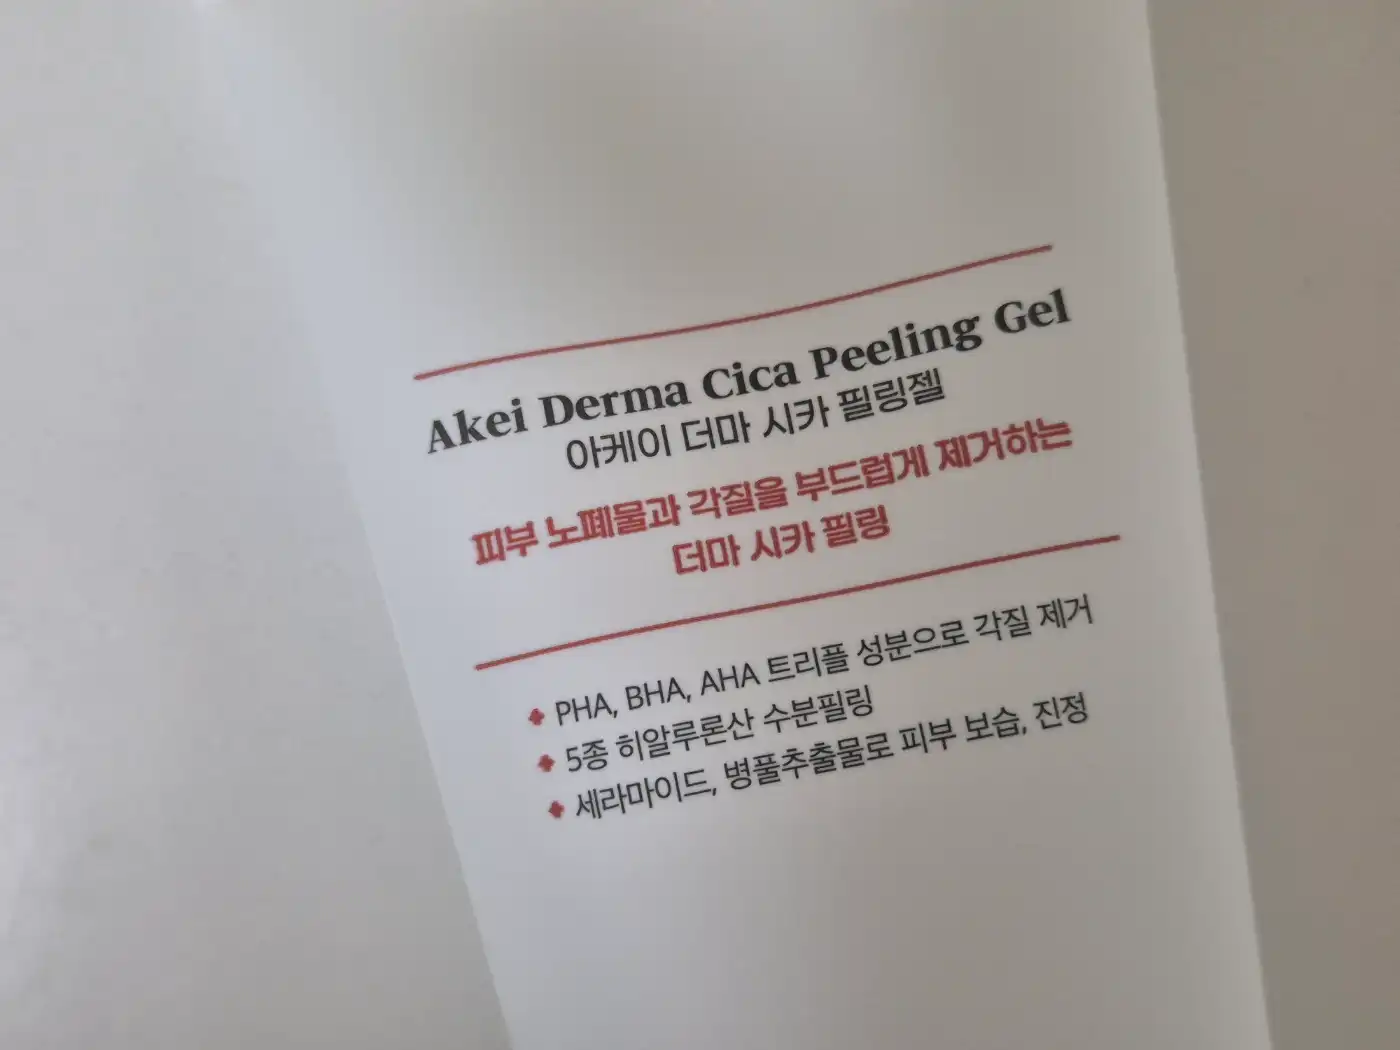 Akei Derma Cica Peeling Gel
아케이 더마 시카 필링젤
피부 노폐물과 각질을 부드럽게 제거하는
더마 시카 필링
PHA, BHA, AHA 트리플 성분으로 각질 제거
5종 히알루론산 수분필링
세라마이드, 병풀추출물로 피부 보습, 진정